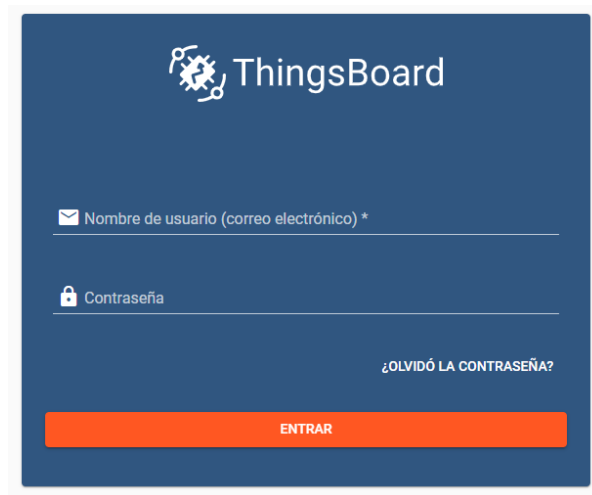 ThingsBoard
Nombre de usuario (correo electrónico) *
Contraseña
¿OLVIDÓ LA CONTRASEÑA?
ENTRAR